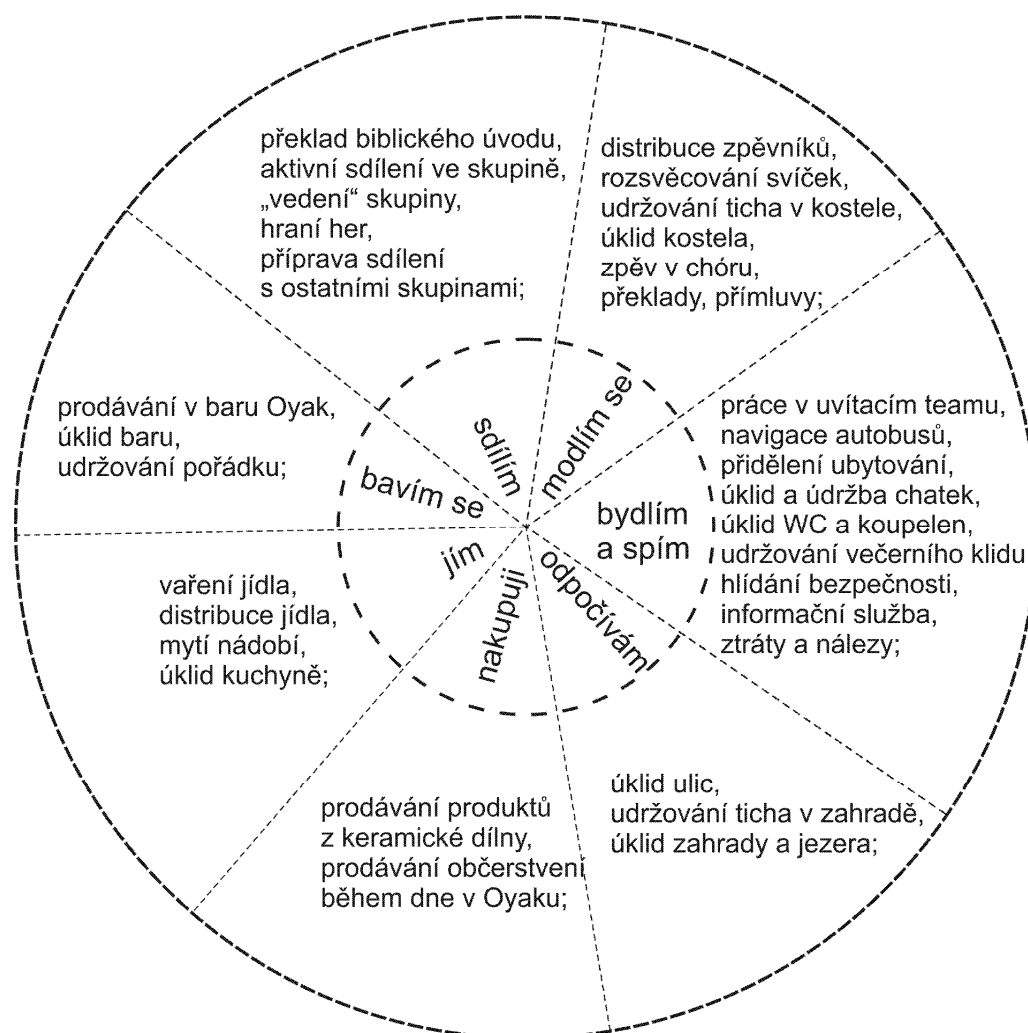 překlad biblického úvodu,
aktivní sdílení ve skupině,
„vedení“ skupiny,
hraní her,
příprava sdílení
s ostatními skupinami;
distribuce zpěvníků,
rozsvěcování svíček,
udržování ticha v kostele,
úklid kostela,
zpěv v chóru,
překlady, přímluvy;
prodávání v baru Oyak,
úklid baru,
udržování pořádku;
práce v uvítacím teamu,
navigace autobusů,
přidělení ubytování,
úklid a údržba chatek,
úklid WC a koupelen,
udržování večerního klidu
hlídání bezpečnosti,
informační služba,
ztráty a nálezy;
sdílím
modlím se
bavím se
bydlím
a spím
jím
nakupuji
odpočívám
vaření jídla,
distribuce jídla,
mytí nádobí,
úklid kuchyně;
prodávání produktů
z keramické dílny,
prodávání občerstvení
během dne v Oyaku;
úklid ulic,
udržování ticha v zahradě,
úklid zahrady a jezera;